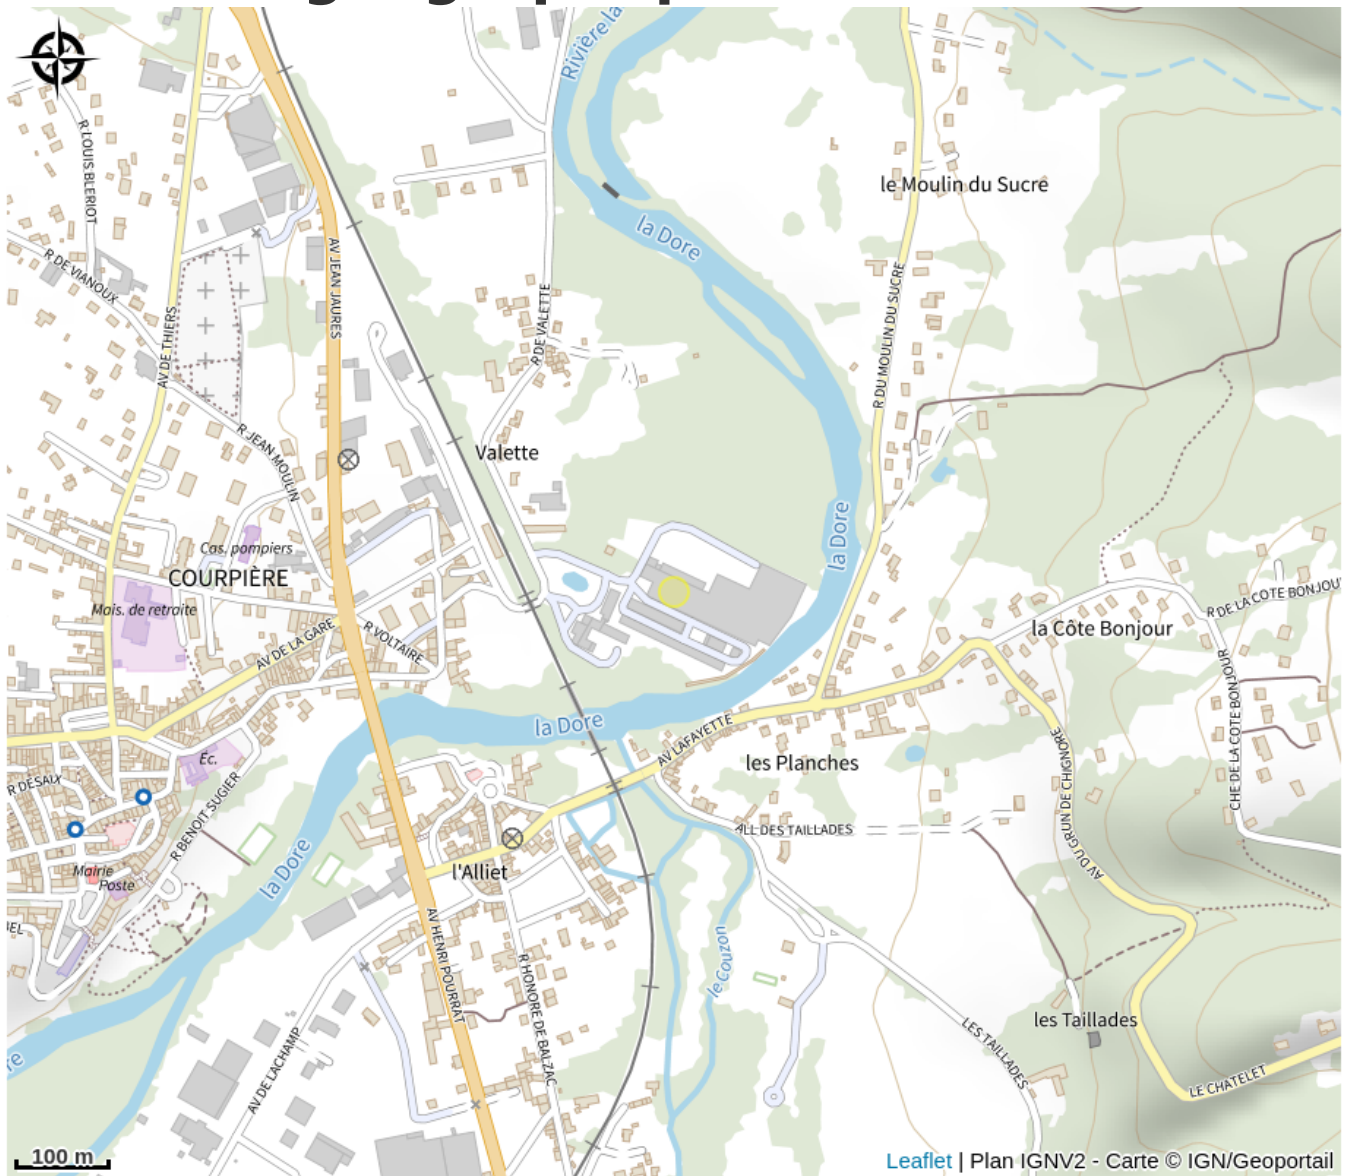 Rivière la
R LOUIS BLERIOT
le Moulin du Sucre
la Dore
AV JEAN JAURES
R DE VIANOUX
R DU MOULIN DU SUCRE
R DE VALETTE
AV DE THIERS
R JEAN MOULIN
Valette
la Dore
Cas. pompiers
COURPIÈRE
Mais. de retraite
R DE LA COTE BONJOU
la Côte Bonjour
R VOLTAIRE
AV DE LA GARE
CHE DE LA COTE BONJOUR
la Dore
AV LAFAYETTE
Éc.
les Planches
AV DU GRUN DE CHIGNORE
R DESAIX
R BENOIT SUGIER
ALL DES TAILLADES
la Dore
Mairie
Poste
l'Alliet
AV HENRI POURRAT
R HONORE DE BALZAC
le Couzon
les Taillades
AV DE LACHAMP
LES TAILLADES
LE CHATELET
100 m
Leaflet | Plan IGNV2 - Carte © IGN/Geoportail